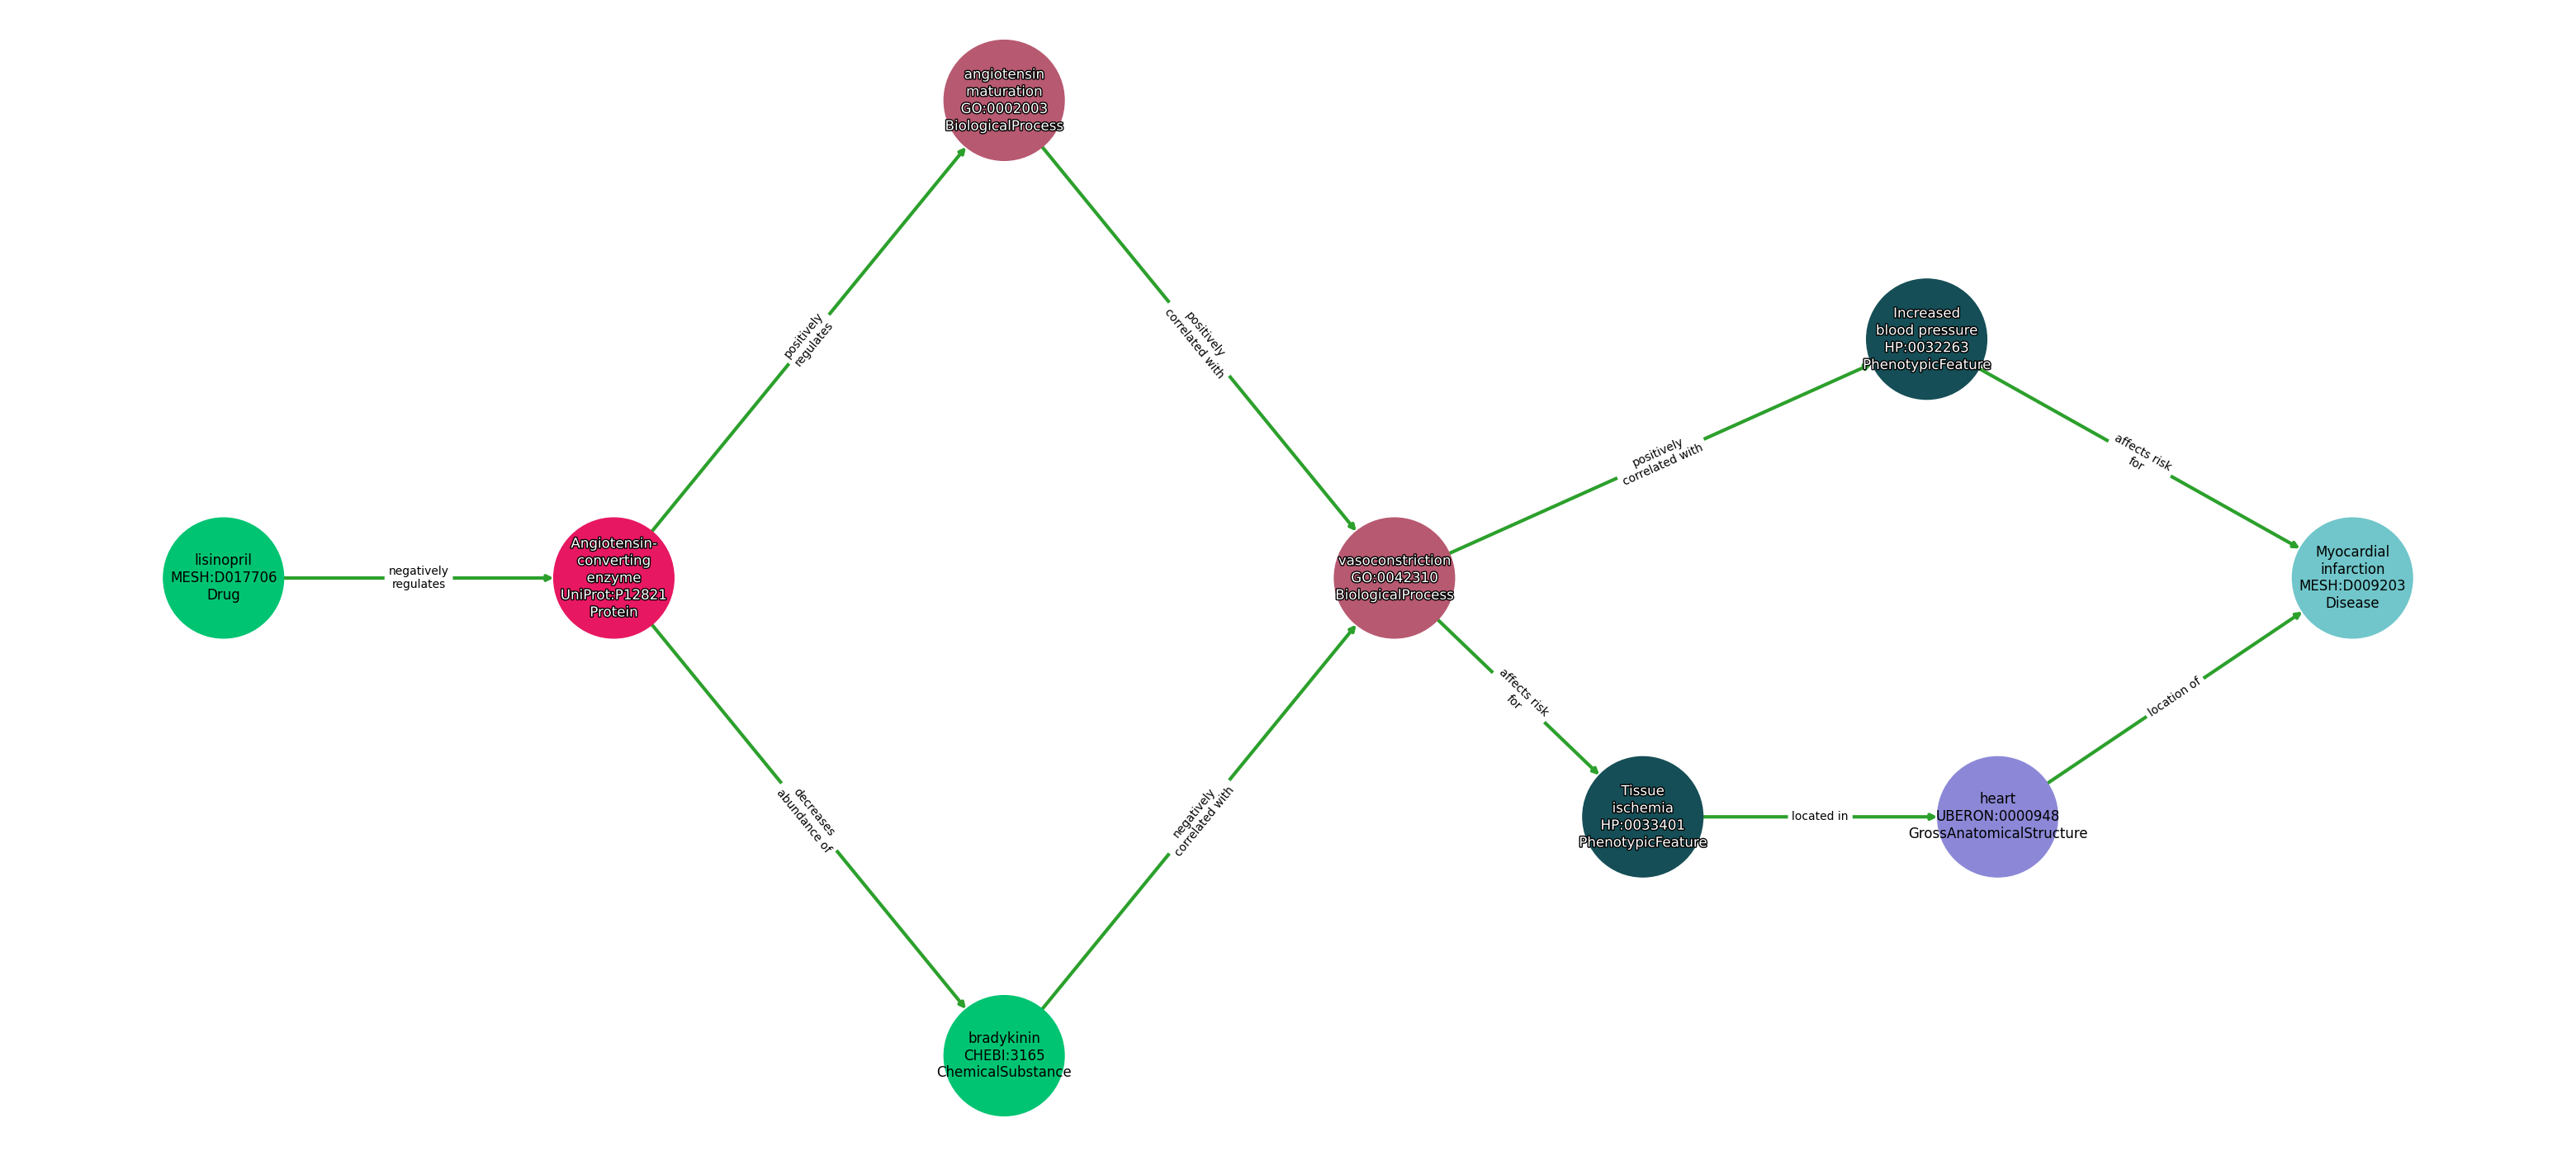 angiotensin
maturation
GO:0002003
BiologicalProcess
positively
regulates
positively
correlated with
Increased
blood pressure
HP:0032263
PhenotypicFeature
positively
correlated with
affects risk
for
lisinopril
MESH:D017706
Drug
negatively
regulates
Angiotensin-
converting
enzyme
UniProt:P12821
Protein
vasoconstriction
GO:0042310
BiologicalProcess
Myocardial
infarction
MESH:D009203
Disease
affects risk
for
location of
decreases
abundance of
negatively
correlated with
Tissue
ischemia
HP:0033401
PhenotypicFeature
located in
heart
UBERON:0000948
GrossAnatomicalStructure
bradykinin
CHEBI:3165
ChemicalSubstance